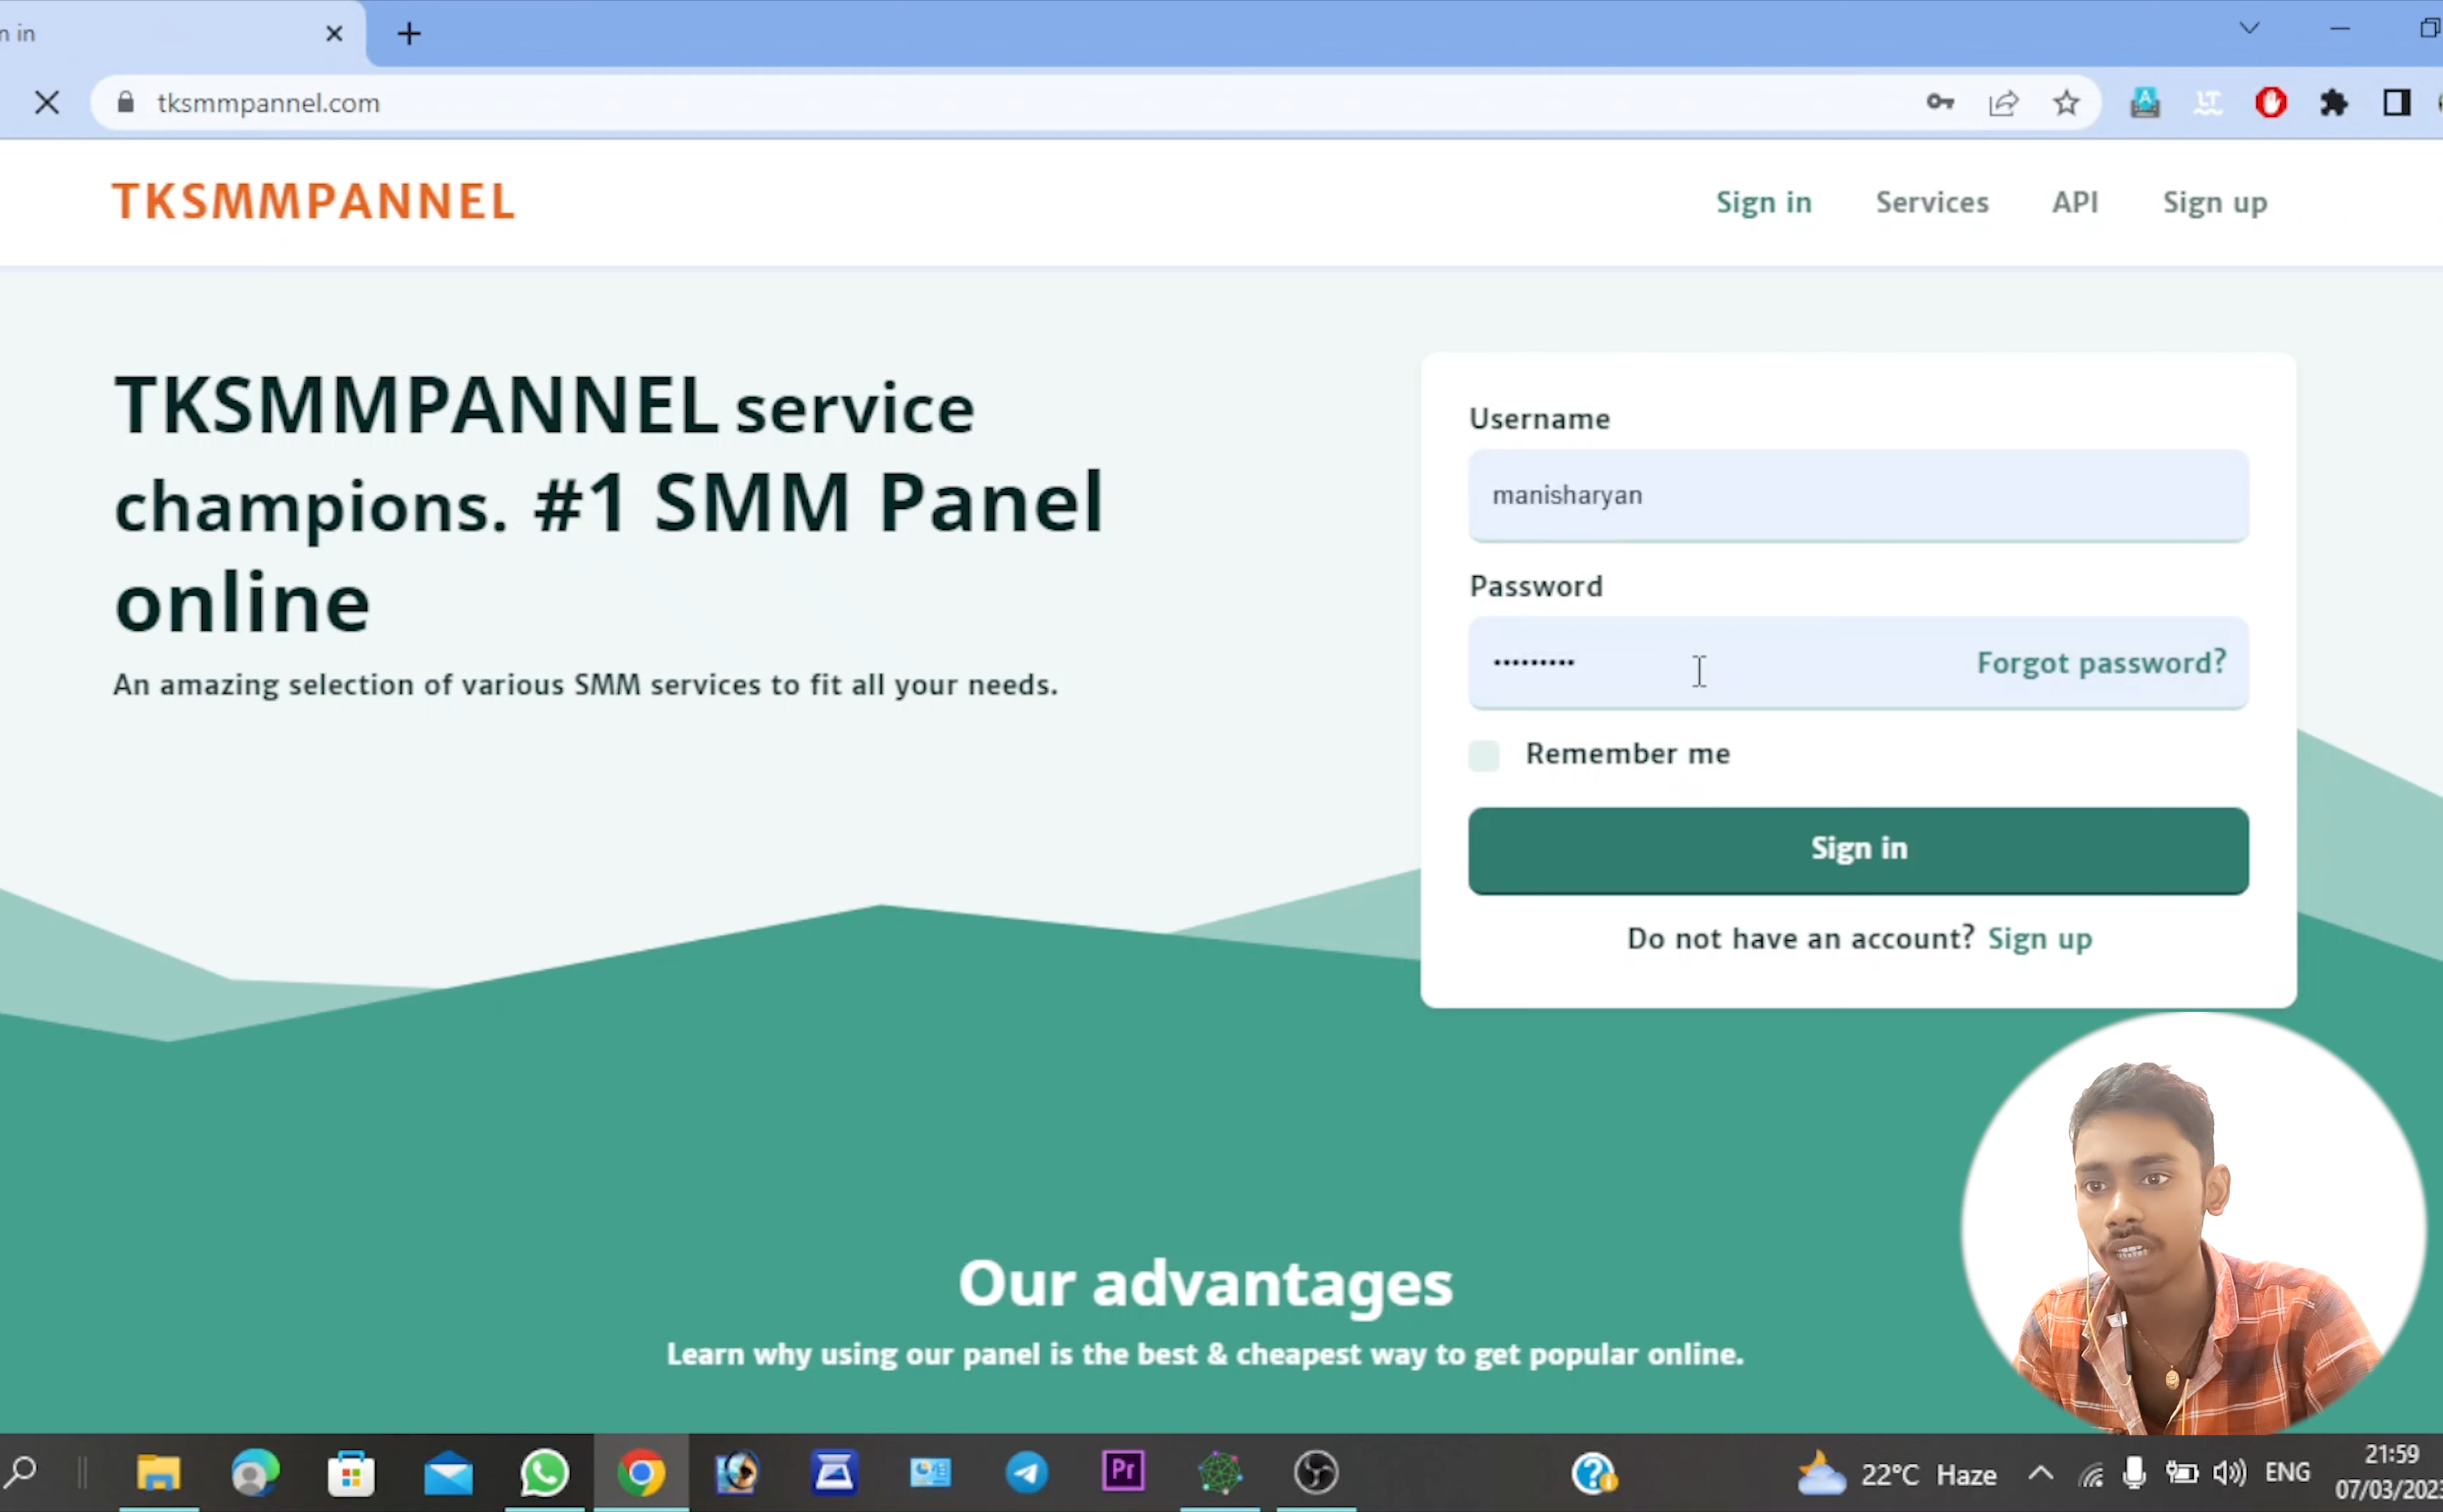 n in
tksmmpannel.com
TKSMMPANNEL
Sign in Services API Sign up
TKSMMPANNEL service
champions. #1 SMM Panel
online
An amazing selection of various SMM services to fit all your needs.
Username
manisharyan
Password
•••••••••
Forgot password?
Remember me
Sign in
Do not have an account? Sign up
Our advantages
Learn why using our panel is the best & cheapest way to get popular online.
Pr
22°C Haze
ENG
21:59
07/03/202